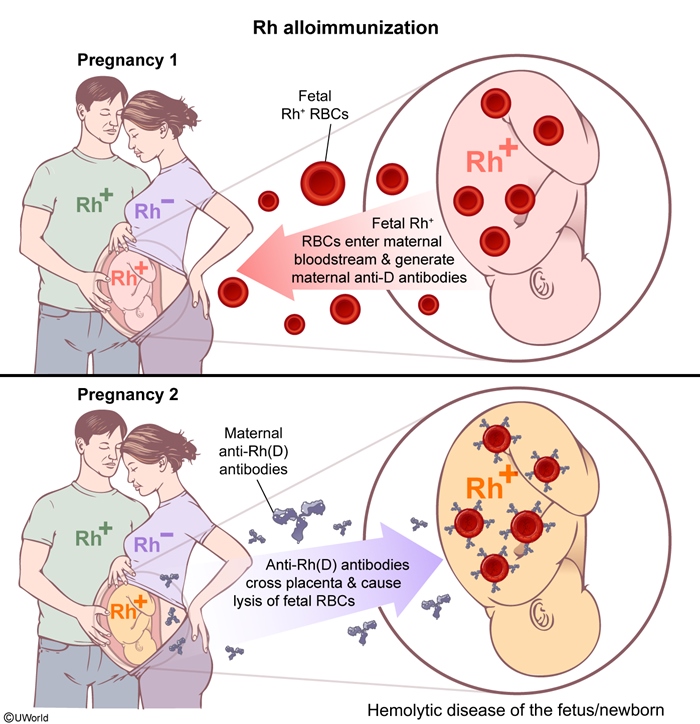 Rh alloimmunization
Pregnancy 1
Fetal
Rh⁺ RBCs
Rh⁺
Rh⁺
Rh⁻
Rh⁺
Fetal Rh⁺
RBCs enter maternal
bloodstream & generate
maternal anti-D antibodies
Pregnancy 2
Maternal
anti-Rh(D)
antibodies
Rh⁺
Rh⁺
Rh⁻
Rh⁺
Anti-Rh(D) antibodies
cross placenta & cause
lysis of fetal RBCs
©UWorld
Hemolytic disease of the fetus/newborn